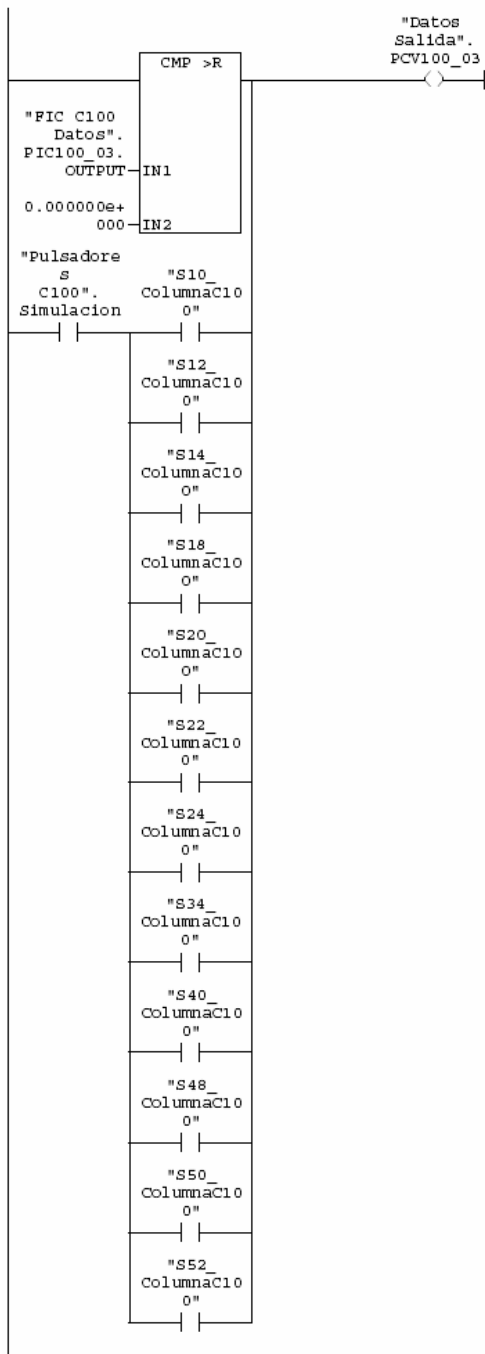 "Datos
Salida".
PCV100_03
CMP >R
"FIC C100
Datos".
PIC100_03.
OUTPUT
IN1
0.000000e+
000
IN2
"Pulsadore
s
C100".
Simulacion
"S10_
ColumnaC10
0"
"S12_
ColumnaC10
0"
"S14_
ColumnaC10
0"
"S18_
ColumnaC10
0"
"S20_
ColumnaC10
0"
"S22_
ColumnaC10
0"
"S24_
ColumnaC10
0"
"S34_
ColumnaC10
0"
"S40_
ColumnaC10
0"
"S48_
ColumnaC10
0"
"S50_
ColumnaC10
0"
"S52_
ColumnaC10
0"